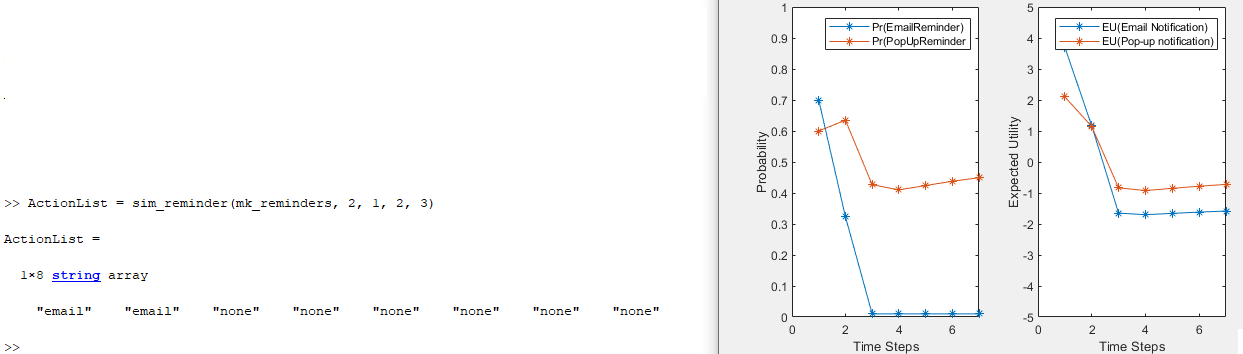 >> ActionList = sim_reminder(mk_reminders, 2, 1, 2, 3)
ActionList =
1×8 string array
"email" "email" "none" "none" "none" "none" "none" "none"
>>
1
0.9
0.8
0.7
0.6
0.5
0.4
0.3
0.2
0.1
0
Probability
Pr(EmailReminder)
Pr(PopUpReminder
0 2 4 6
Time Steps
5
4
3
2
1
0
-1
-2
-3
-4
-5
Expected Utility
EU(Email Notification)
EU(Pop-up notification)
0 2 4 6
Time Steps